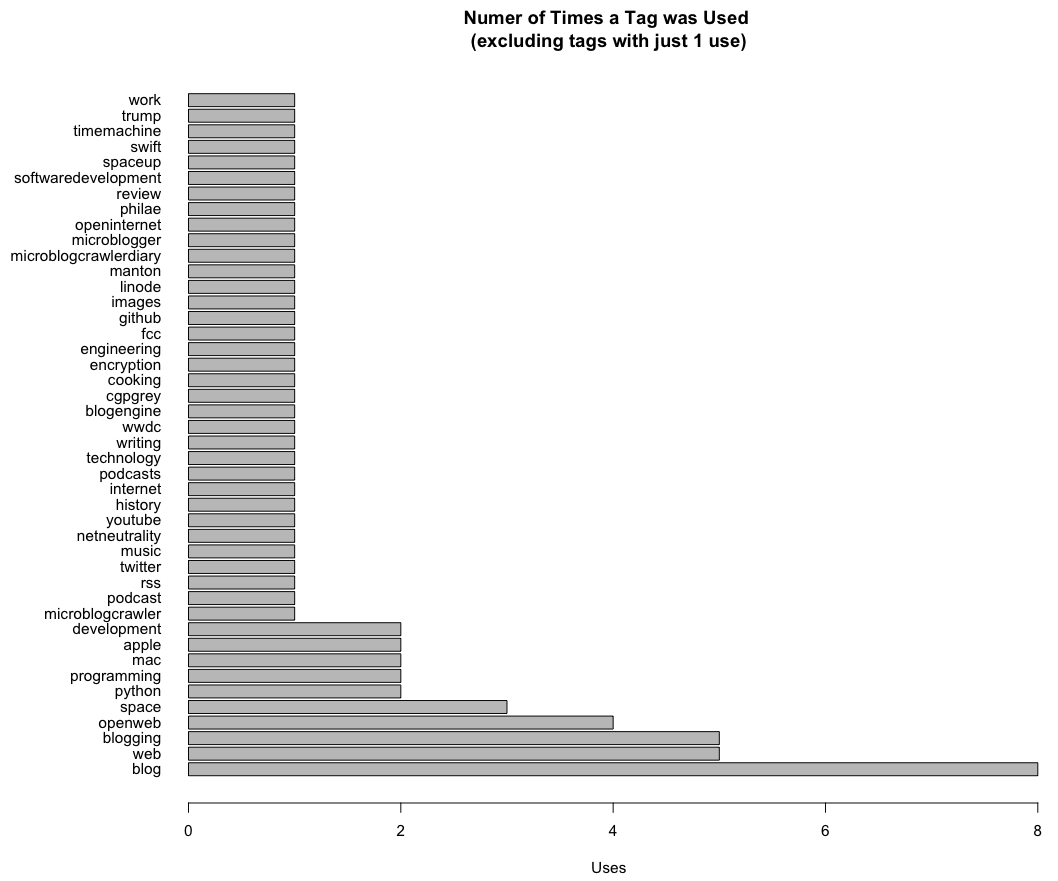 Numer of Times a Tag was Used
(excluding tags with just 1 use)
work
trump
timemachine
swift
spaceup
softwaredevelopment
review
philae
openinternet
microblogger
microblogcrawlerdiary
manton
linode
images
github
fcc
engineering
encryption
cooking
cgpgrey
blogengine
wwdc
writing
technology
podcasts
internet
history
youtube
netneutrality
music
twitter
rss
podcast
microblogcrawler
development
apple
mac
programming
python
space
openweb
blogging
web
blog
0 2 4 6 8
Uses